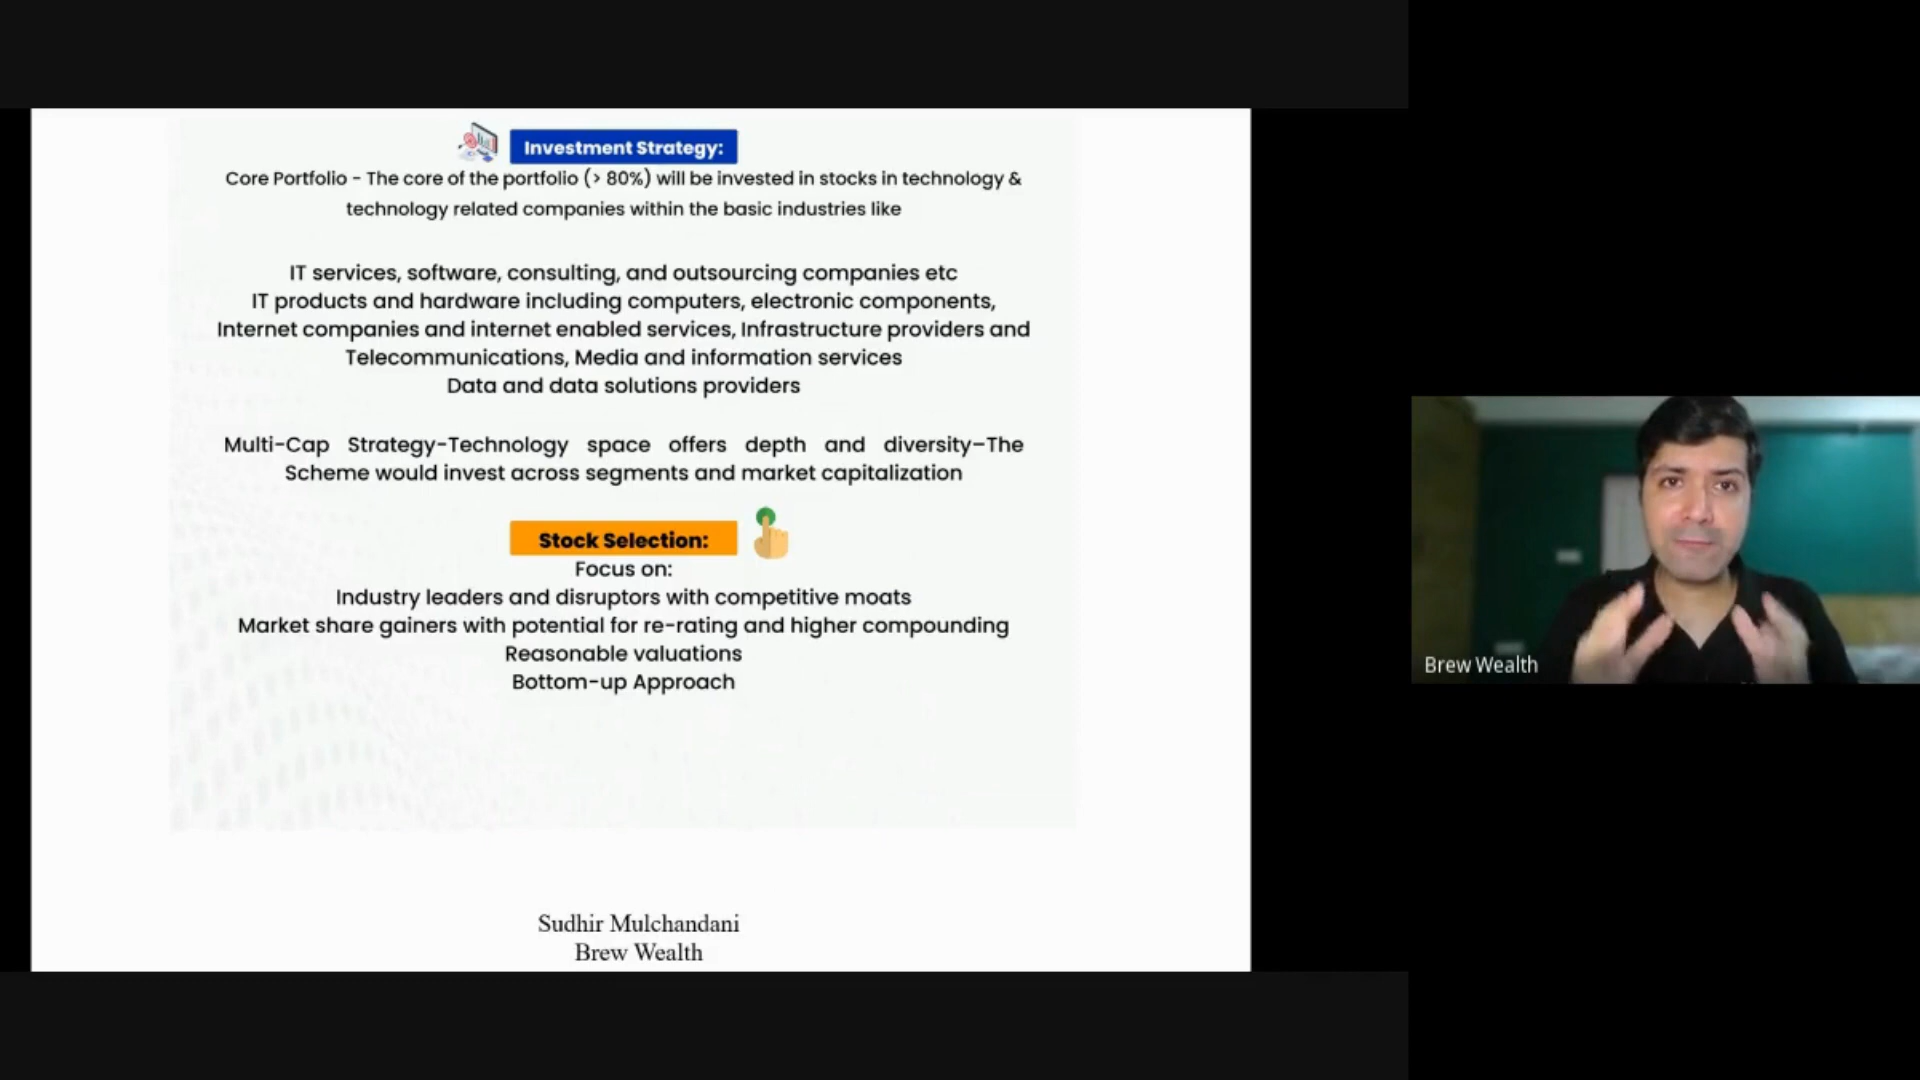 Investment Strategy:
Core Portfolio - The core of the portfolio (> 80%) will be invested in stocks in technology &
technology related companies within the basic industries like
IT services, software, consulting, and outsourcing companies etc
IT products and hardware including computers, electronic components,
Internet companies and internet enabled services, Infrastructure providers and
Telecommunications, Media and information services
Data and data solutions providers
Multi-Cap Strategy-Technology space offers depth and diversity–The
Scheme would invest across segments and market capitalization
Stock Selection:
Focus on:
Industry leaders and disruptors with competitive moats
Market share gainers with potential for re-rating and higher compounding
Reasonable valuations
Bottom-up Approach
Sudhir Mulchandani
Brew Wealth
Brew Wealth